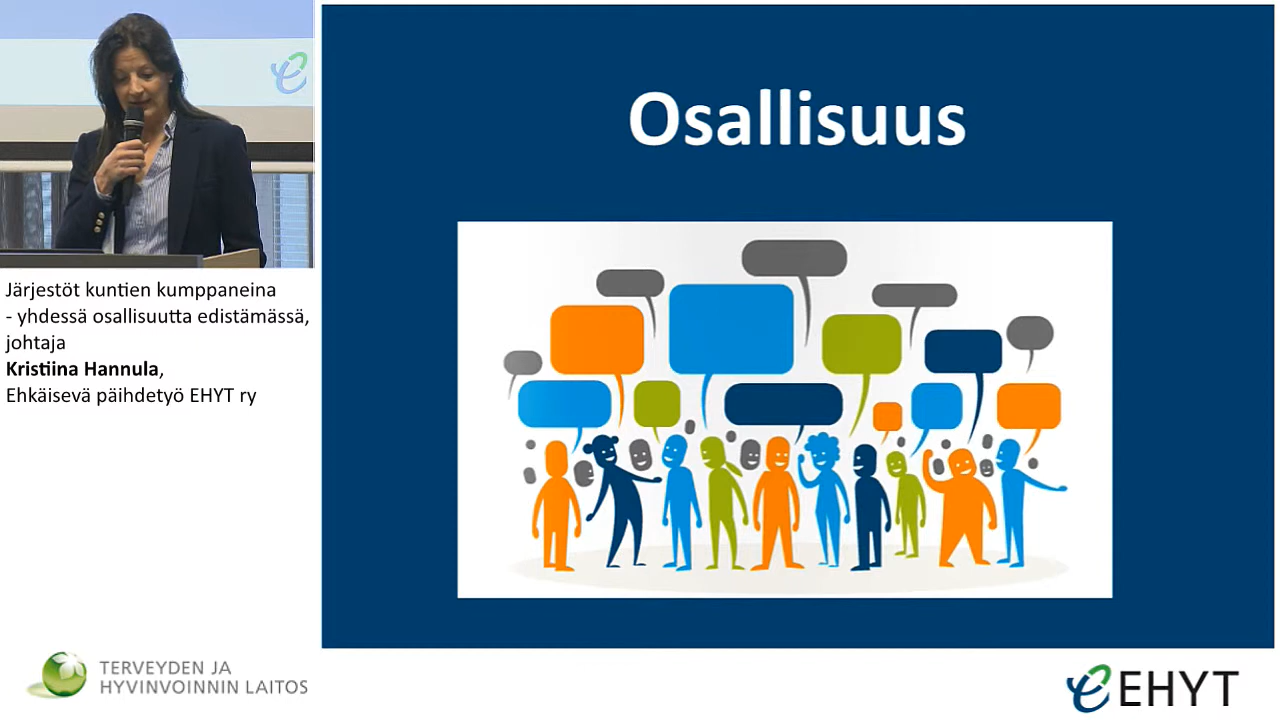 Osallisuus
Järjestöt kuntien kumppaneina
- yhdessä osallisuutta edistämässä,
johtaja
Kristiina Hannula,
Ehkäisevä päihdetyö EHYT ry
TERVEYDEN JA
HYVINVOINNIN LAITOS
EHYT